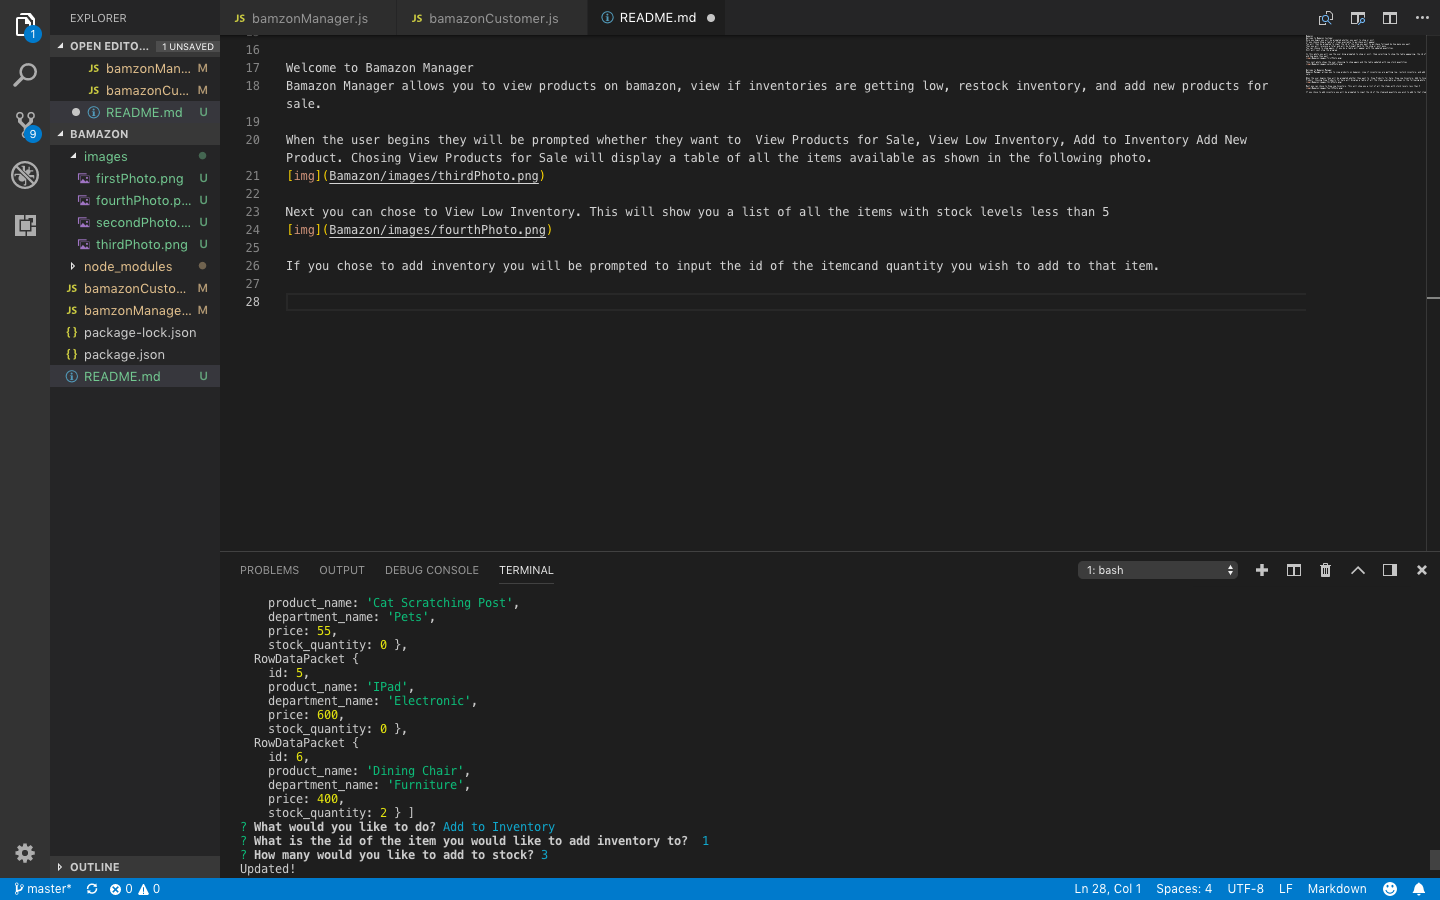 EXPLORER
bamzonManager.js
bamazonCustomer.js
README.md
1
OPEN EDITO... 1 UNSAVED
JS bamzonMan... M
JS bamazonCu... M
README.md U
9
BAMAZON
images
firstPhoto.png U
fourthPhoto.p... U
secondPhoto.... U
thirdPhoto.png U
node_modules
JS bamazonCusto... M
JS bamzonManage... M
{} package-lock.json
{} package.json
README.md U
OUTLINE
16
17 Welcome to Bamazon Manager
18 Bamazon Manager allows you to view products on bamazon, view if inventories are getting low, restock inventory, and add new products for
sale.
19
20 When the user begins they will be prompted whether they want to  View Products for Sale, View Low Inventory, Add to Inventory Add New
Product. Chosing View Products for Sale will display a table of all the items available as shown in the following photo.
21 [img](Bamazon/images/thirdPhoto.png)
22
23 Next you can chose to View Low Inventory. This will show you a list of all the items with stock levels less than 5
24 [img](Bamazon/images/fourthPhoto.png)
25
26 If you chose to add inventory you will be prompted to input the id of the itemcand quantity you wish to add to that item.
27
28
PROBLEMS OUTPUT DEBUG CONSOLE TERMINAL
1: bash
product_name: 'Cat Scratching Post',
department_name: 'Pets',
price: 55,
stock_quantity: 0 },
RowDataPacket {
id: 5,
product_name: 'IPad',
department_name: 'Electronic',
price: 600,
stock_quantity: 0 },
RowDataPacket {
id: 6,
product_name: 'Dining Chair',
department_name: 'Furniture',
price: 400,
stock_quantity: 2 } ]
? What would you like to do? Add to Inventory
? What is the id of the item you would like to add inventory to?  1
? How many would you like to add to stock? 3
Updated!
master* 0 0 Ln 28, Col 1 Spaces: 4 UTF-8 LF Markdown